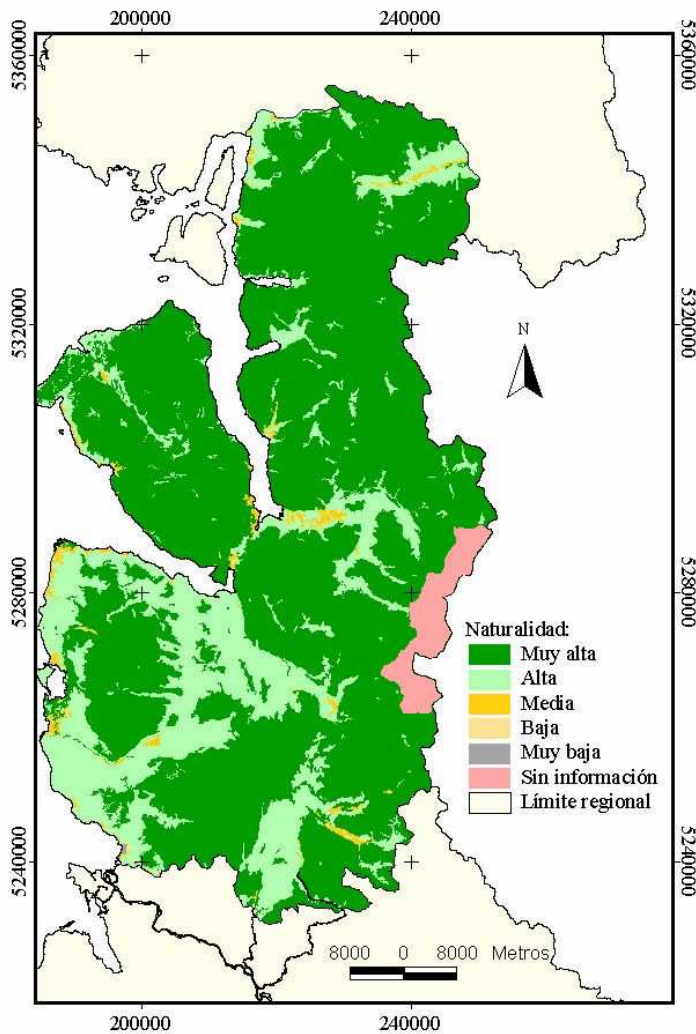 200000 240000
5360000 5360000
5320000 5320000
N
5280000 5280000
Naturalidad:
Muy alta
Alta
Media
Baja
Muy baja
Sin información
Límite regional
5240000 5240000
8000 0 8000 Metros
200000 240000